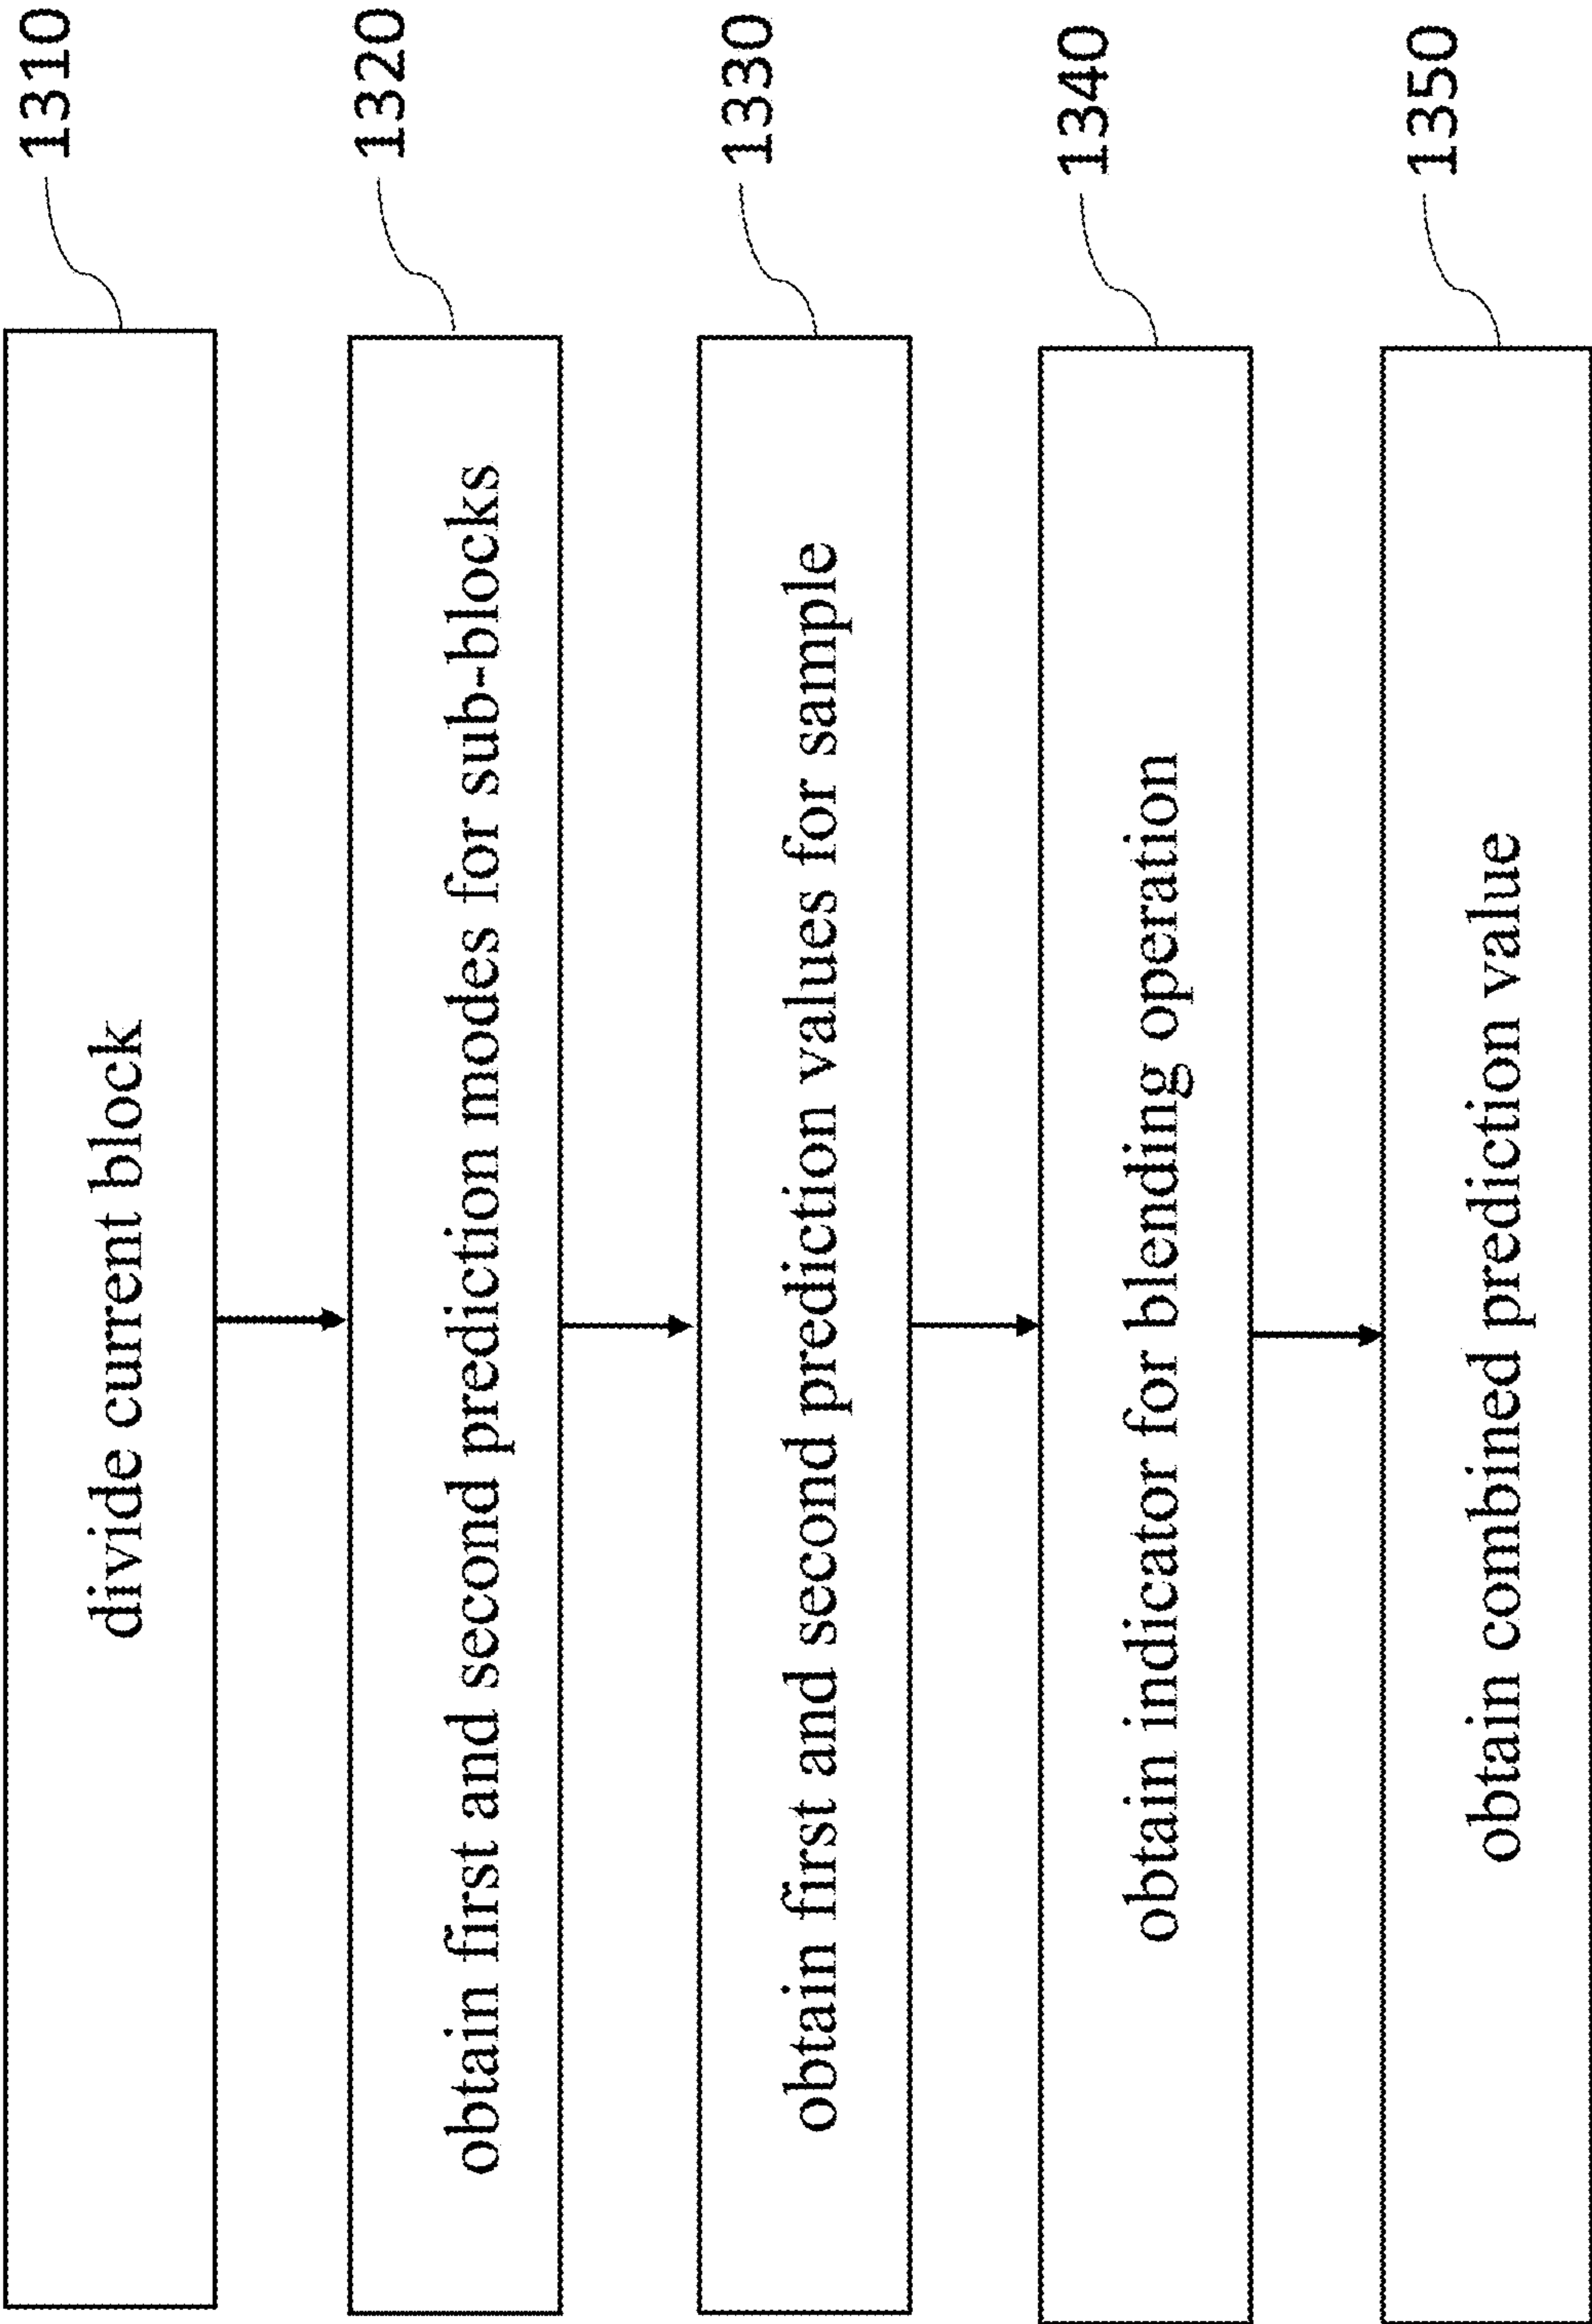 divide current block
1310
obtain first and second prediction modes for sub-blocks
1320
obtain first and second prediction values for sample
1330
obtain indicator for blending operation
1340
obtain combined prediction value
1350